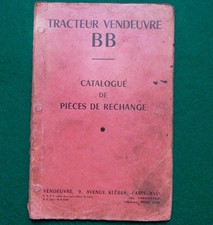 TRACTEUR VENDEUVRE
BB
CATALOGUE
DE
PIÈCES DE RECHANGE
VENDEUVRE, 9, AVENUE KLÉBER, PARIS